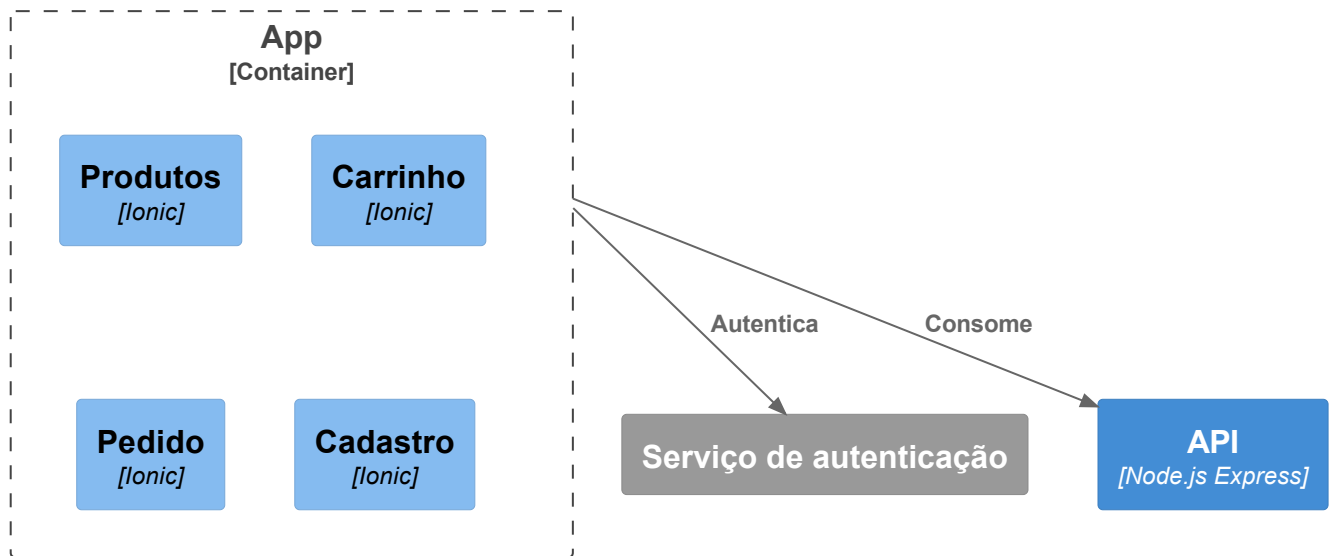 App
[Container]
Produtos
[Ionic]
Carrinho
[Ionic]
Autentica
Consome
Pedido
[Ionic]
Cadastro
[Ionic]
Serviço de autenticação
API
[Node.js Express]